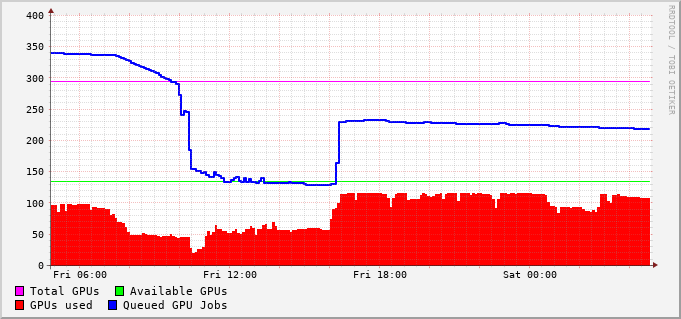 400
350
300
250
200
150
100
50
0
Fri 06:00 Fri 12:00 Fri 18:00 Sat 00:00
Total GPUs Available GPUs
GPUs used Queued GPU Jobs
RRDTOOL / TOBI OETIKER